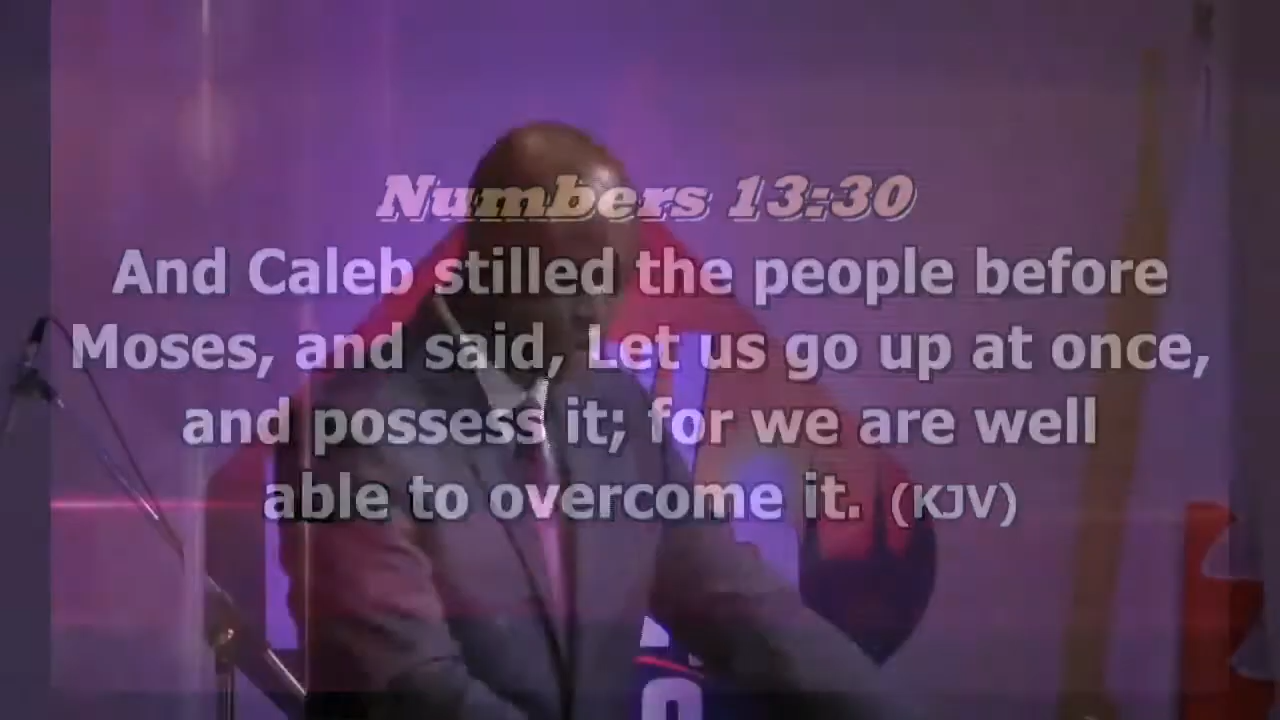 Numbers 13:30
And Caleb stilled the people before
Moses, and said, Let us go up at once,
and possess it; for we are well
able to overcome it. (KJV)